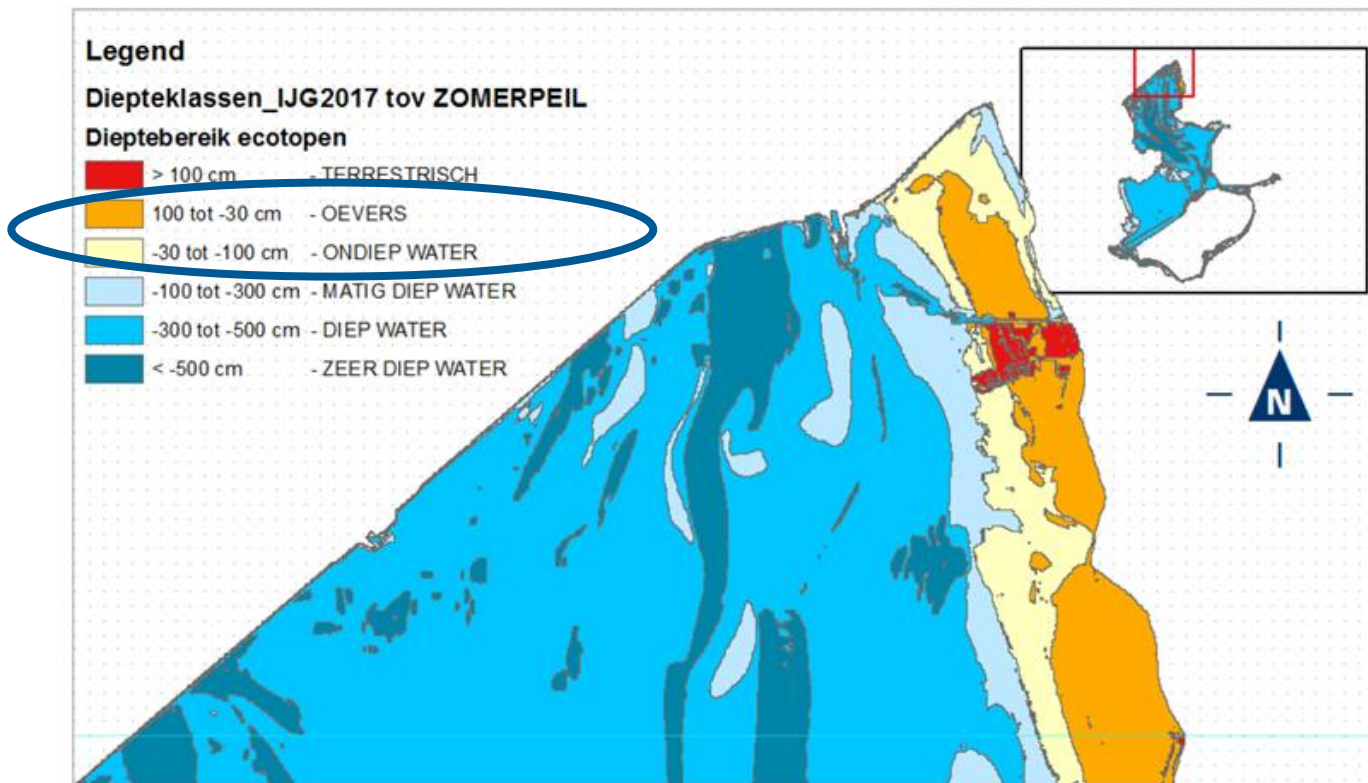 Legend
Diepteklassen_IJG2017 tov ZOMERPEIL
Dieptebereik ecotopen
> 100 cm - TERRESTRISCH
100 tot -30 cm - OEVERS
-30 tot -100 cm - ONDIEP WATER
-100 tot -300 cm - MATIG DIEP WATER
-300 tot -500 cm - DIEP WATER
< -500 cm - ZEER DIEP WATER
N